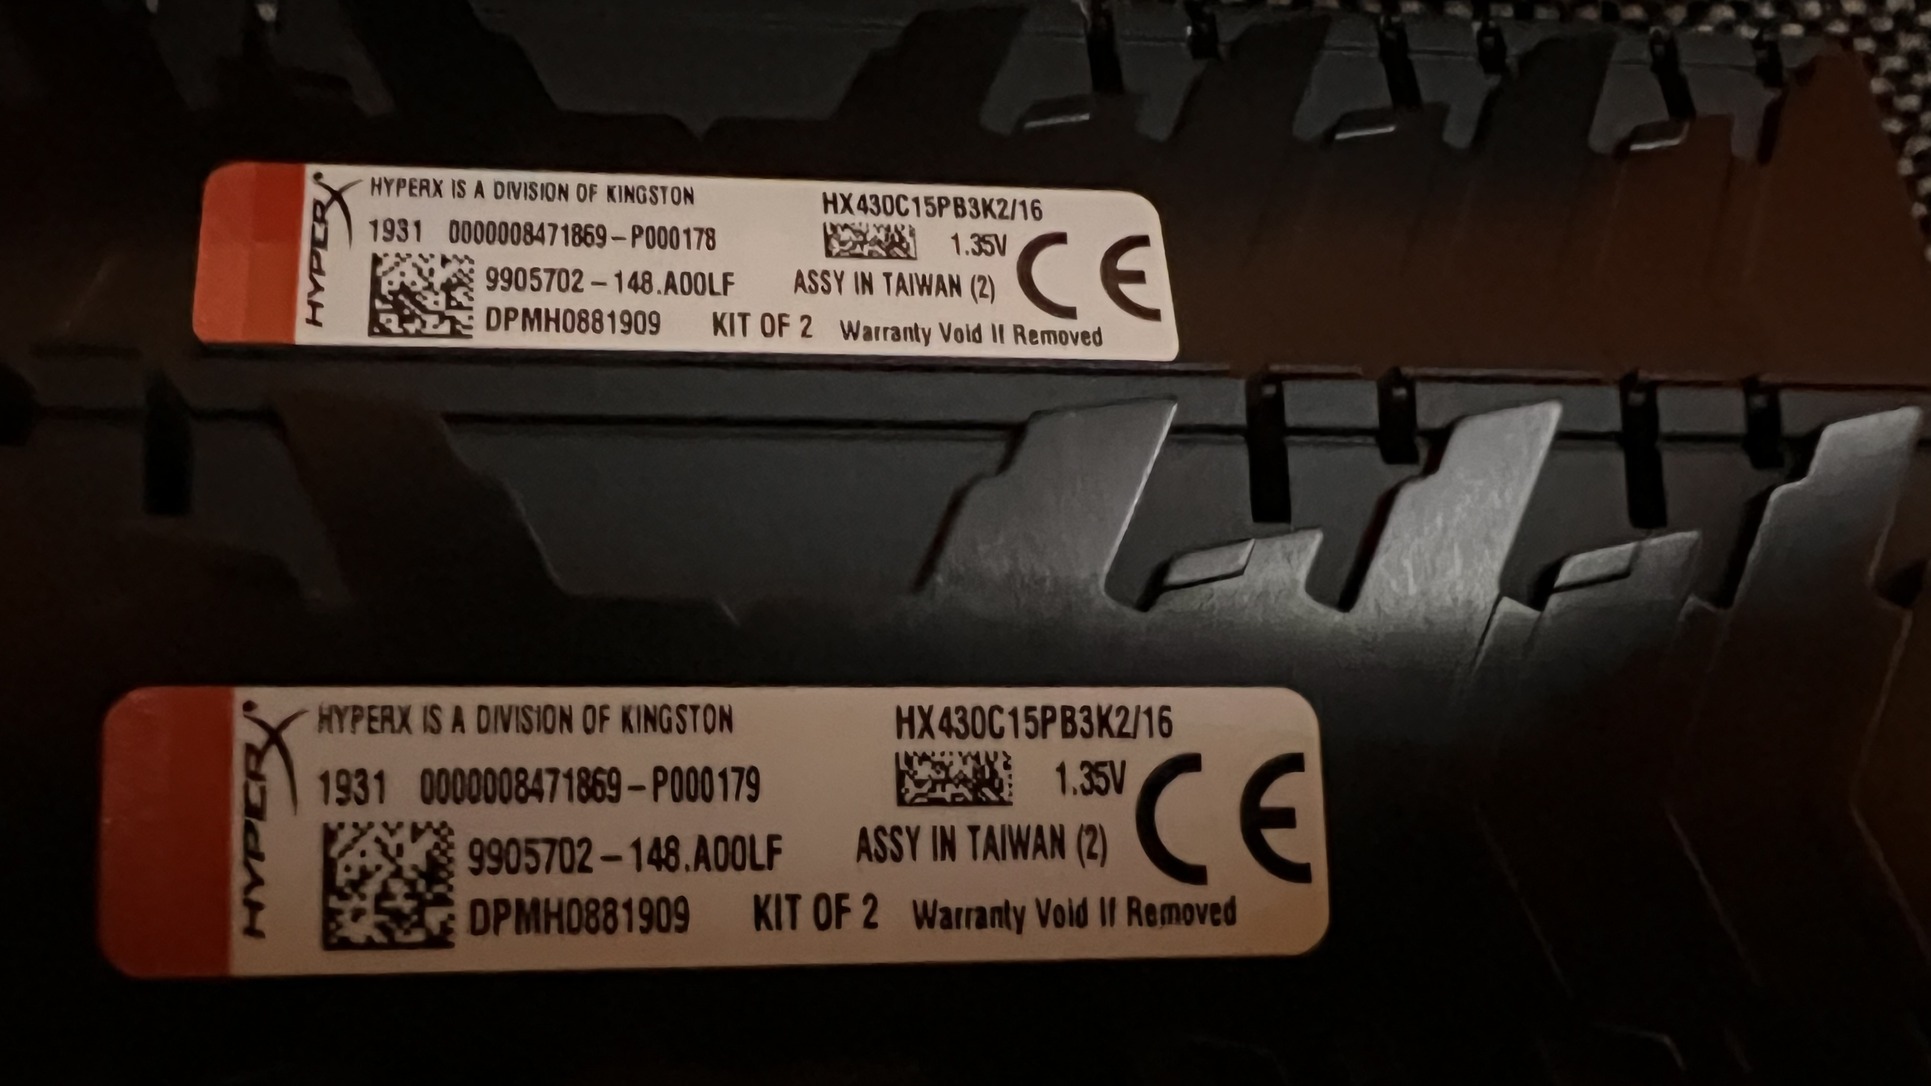 HYPERX
HYPERX IS A DIVISION OF KINGSTON
HX430C15PB3K2/16
1931 0000008471869-P000178
1.35V
CE
9905702-148.A00LF
ASSY IN TAIWAN (2)
DPMH0881909
KIT OF 2
Warranty Void If Removed
HYPERX
HYPERX IS A DIVISION OF KINGSTON
HX430C15PB3K2/16
1931 0000008471869-P000179
1.35V
CE
9905702-148.A00LF
ASSY IN TAIWAN (2)
DPMH0881909
KIT OF 2
Warranty Void If Removed